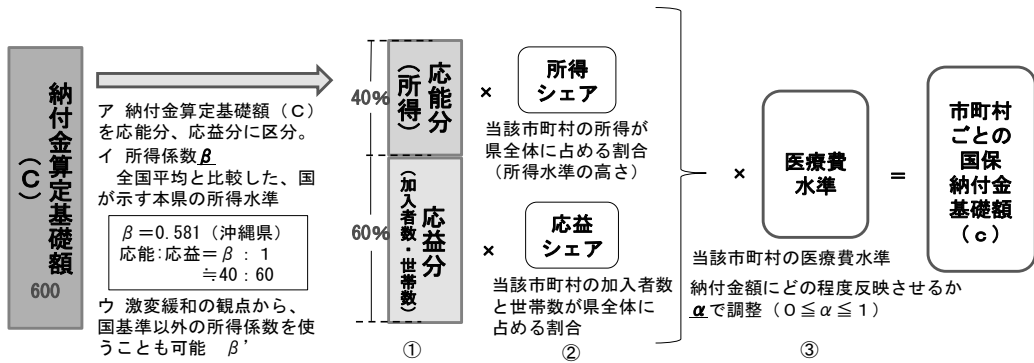 納付金算定基礎額
（C）
600
ア 納付金算定基礎額（C）
を応能分、応益分に区分。
イ 所得係数β
全国平均と比較した、国
が示す本県の所得水準
β＝0.581（沖縄県）
応能:応益＝β：1
≒40：60
ウ 激変緩和の観点から、
国基準以外の所得係数を使
うことも可能 β’
40%
応能分
（所得）
60%
応益分
（加入者数・世帯数）
①
×
所得
シェア
当該市町村の所得が
県全体に占める割合
（所得水準の高さ）
×
応益
シェア
当該市町村の加入者数
と世帯数が県全体に
占める割合
②
×
医療費
水準
当該市町村の医療費水準
納付金額にどの程度反映させるか
αで調整（0≦α≦1）
③
＝
市町村
ごとの
国保
納付金
基礎額
（c）